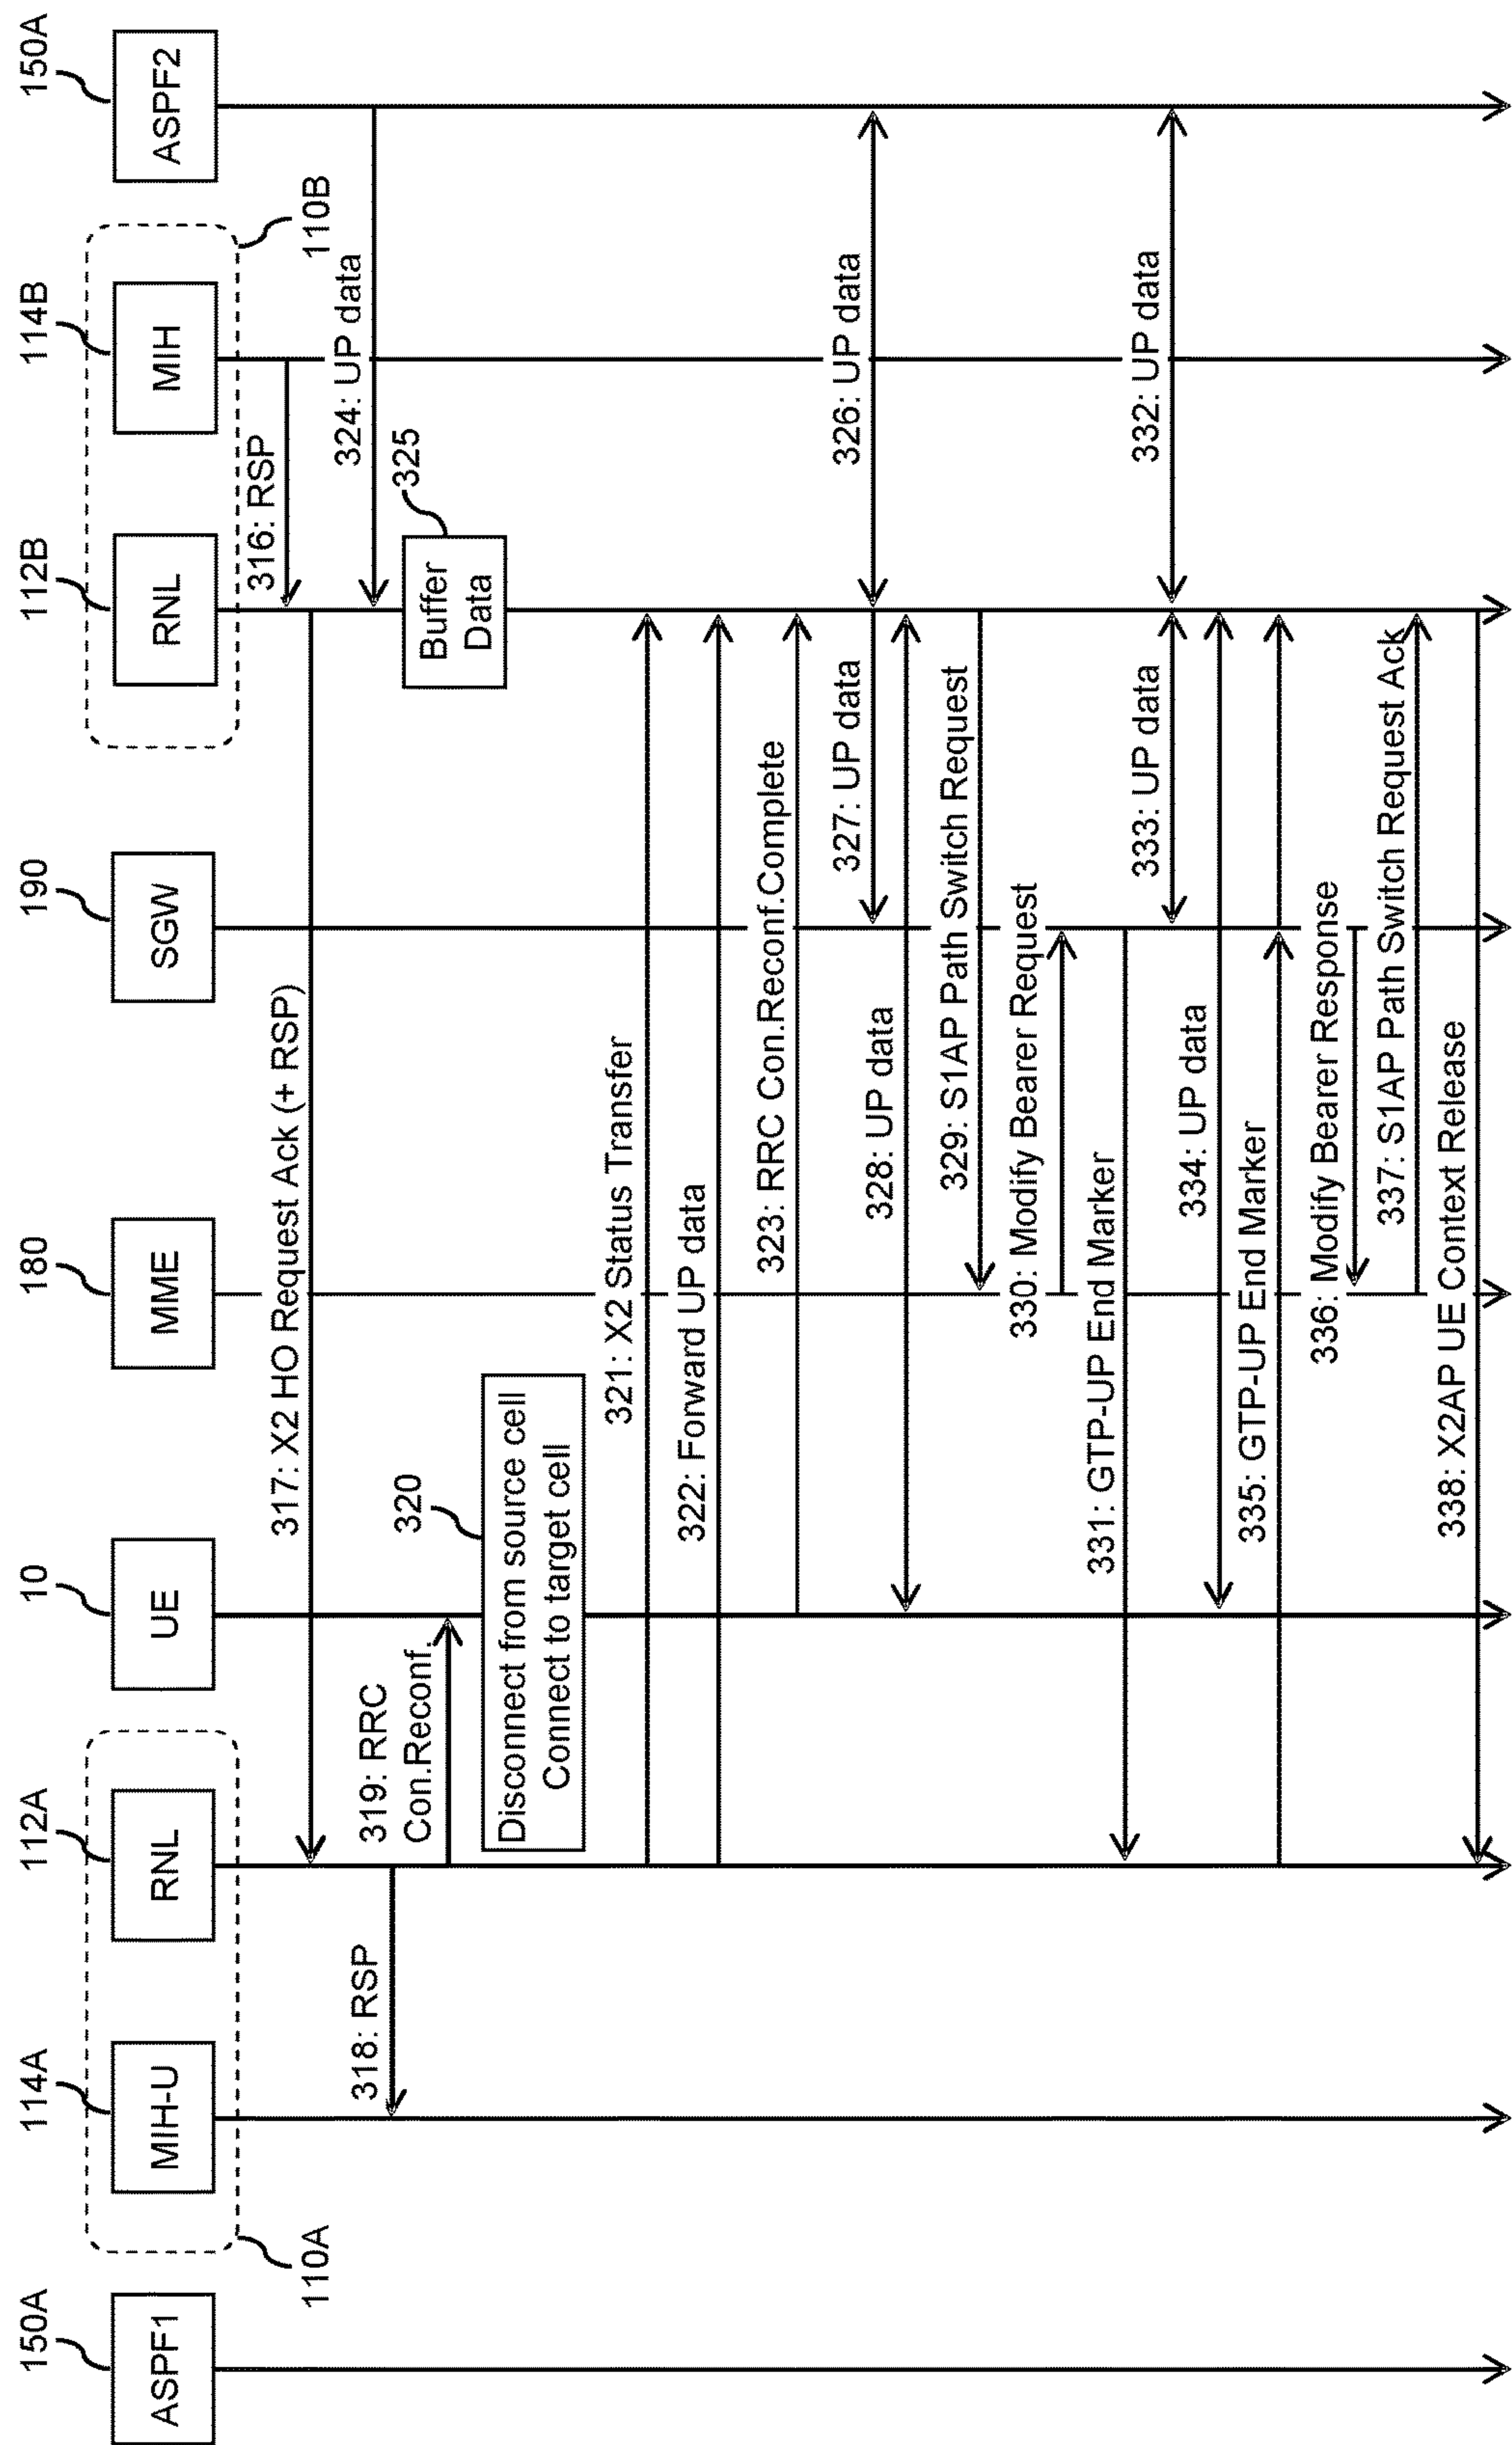 150A
114A
112A
10
180
190
112B
114B
150A
ASPF1
MIH-U
RNL
UE
MME
SGW
RNL
MIH
ASPF2
110A
110B
316: RSP
317: X2 HO Request Ack (+ RSP)
324: UP data
318: RSP
319: RRC
Con.Reconf.
325
Buffer
Data
320
Disconnect from source cell
Connect to target cell
321: X2 Status Transfer
322: Forward UP data
323: RRC Con.Reconf.Complete
326: UP data
327: UP data
328: UP data
329: S1AP Path Switch Request
330: Modify Bearer Request
331: GTP-UP End Marker
332: UP data
333: UP data
334: UP data
335: GTP-UP End Marker
336: Modify Bearer Response
337: S1AP Path Switch Request Ack
338: X2AP UE Context Release